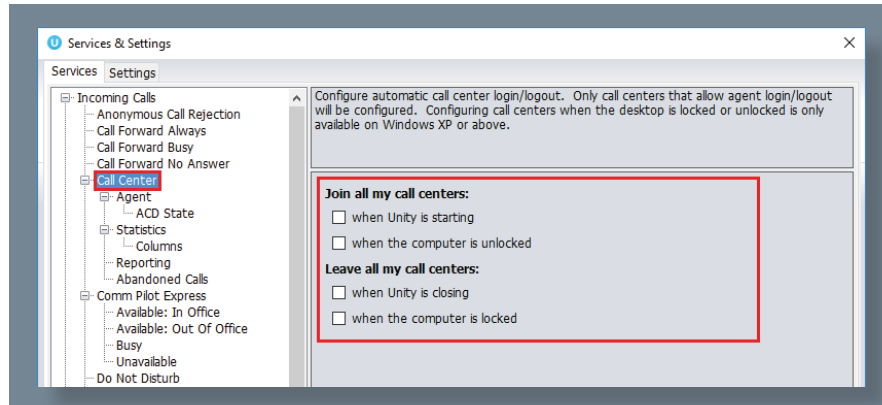 U Services & Settings
Services Settings
Incoming Calls
Anonymous Call Rejection
Call Forward Always
Call Forward Busy
Call Forward No Answer
Call Center
Agent
ACD State
Statistics
Columns
Reporting
Abandoned Calls
Comm Pilot Express
Available: In Office
Available: Out Of Office
Busy
Unavailable
Do Not Disturb
Configure automatic call center login/logout. Only call centers that allow agent login/logout
will be configured. Configuring call centers when the desktop is locked or unlocked is only
available on Windows XP or above.
Join all my call centers:
when Unity is starting
when the computer is unlocked
Leave all my call centers:
when Unity is closing
when the computer is locked